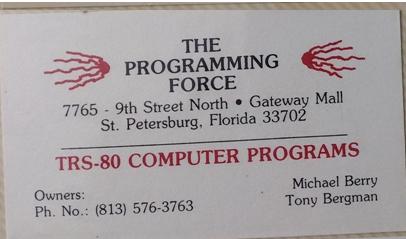 THE
PROGRAMMING
FORCE
7765 - 9th Street North • Gateway Mall
St. Petersburg, Florida 33702
TRS-80 COMPUTER PROGRAMS
Owners:
Ph. No.: (813) 576-3763
Michael Berry
Tony Bergman